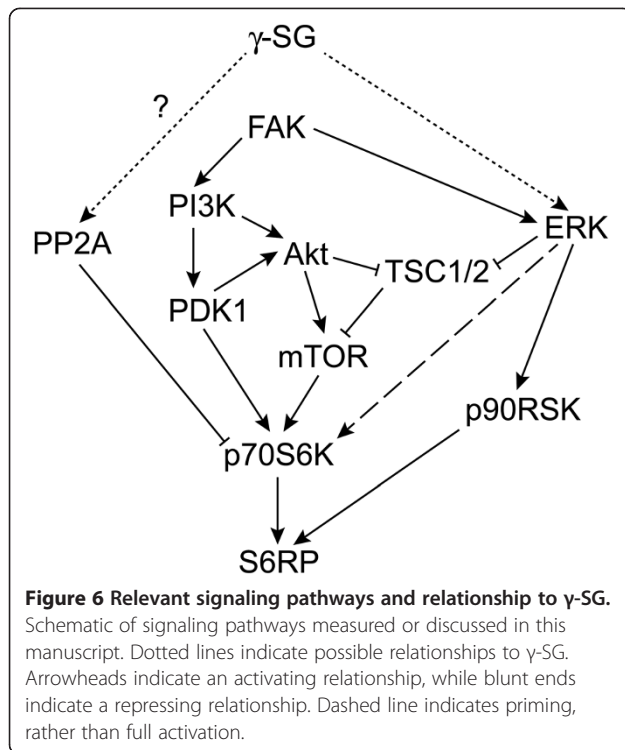 γ-SG
?
FAK
PI3K
PP2A
ERK
Akt
TSC1/2
PDK1
mTOR
p90RSK
p70S6K
S6RP
Figure 6 Relevant signaling pathways and relationship to γ-SG.
Schematic of signaling pathways measured or discussed in this
manuscript. Dotted lines indicate possible relationships to γ-SG.
Arrowheads indicate an activating relationship, while blunt ends
indicate a repressing relationship. Dashed line indicates priming,
rather than full activation.